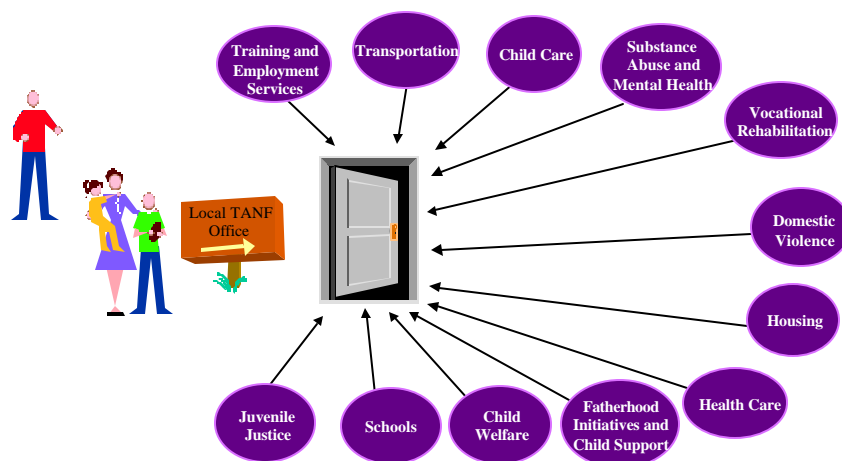 Training and
Employment
Services
Transportation
Child Care
Substance
Abuse and
Mental Health
Vocational
Rehabilitation
Local TANF
Office
Domestic
Violence
Housing
Health Care
Fatherhood
Initiatives and
Child Support
Child
Welfare
Schools
Juvenile
Justice